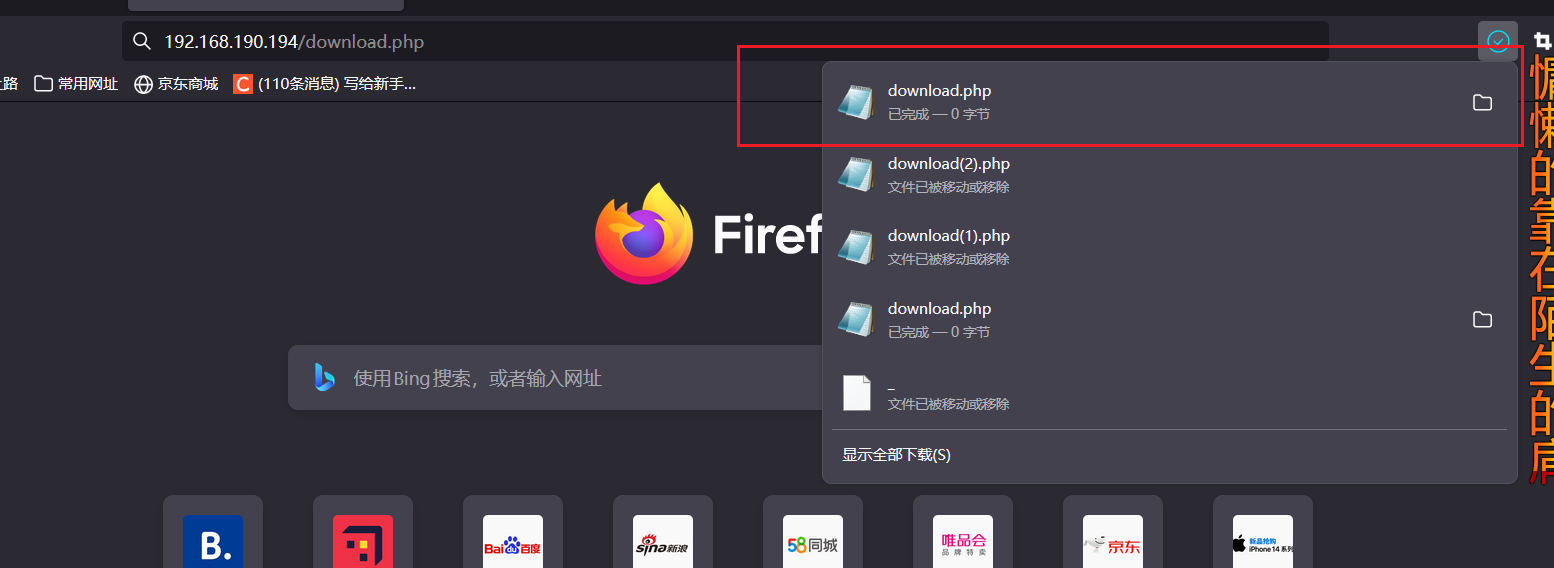 192.168.190.194/download.php
路
常用网址
京东商城
C
(110条消息) 写给新手...
download.php
已完成 — 0 字节
download(2).php
文件已被移动或移除
download(1).php
文件已被移动或移除
download.php
已完成 — 0 字节
_
文件已被移动或移除
显示全部下载(S)
Firef
使用Bing搜索，或者输入网址
B.
Bai 百度
sina新浪
58同城
唯品会
品牌特卖
京东
新品抢购
iPhone 14 系列
慵懒的靠在陌生的肩